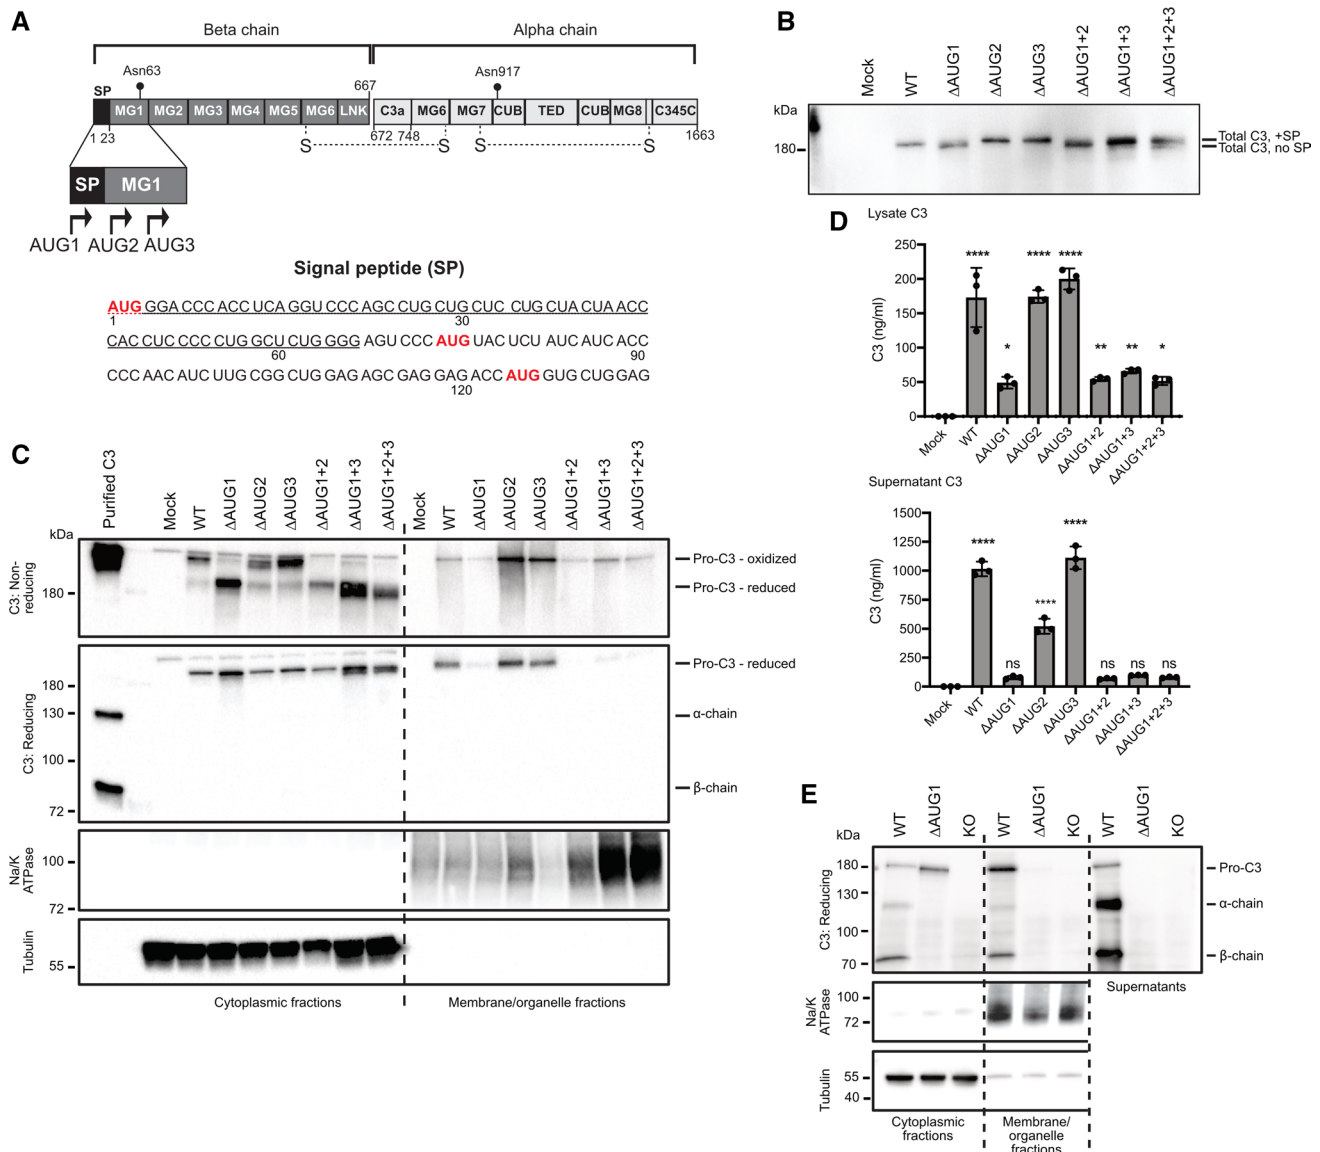 A
Beta chain
Alpha chain
Asn63
Asn917
667
SP
MG1 MG2 MG3 MG4 MG5 MG6 LNK C3a MG6 MG7 CUB TED CUB MG8 C345C
1 23
672 748
1663
S S S S
SP MG1
AUG1 AUG2 AUG3
Signal peptide (SP)
AUG GGA CCC ACC UCA GGU CCC AGC CUG CUG CUC CUG CUA CUA ACC
1 30
CAC CUC CCC CUG GCU CUG GGG AGU CCC AUG UAC UCU AUC AUC ACC
60 90
CCC AAC AUC UUG CGG CUG GAG AGC GAG GAG ACC AUG GUG CUG GAG
120
B
Mock WT ΔAUG1 ΔAUG2 ΔAUG3 ΔAUG1+2 ΔAUG1+3 ΔAUG1+2+3
kDa
180
Total C3, +SP
Total C3, no SP
D
Lysate C3
C3 (ng/ml)
250
200
150
100
50
0
**** **** **** * ** ** *
Mock WT ΔAUG1 ΔAUG2 ΔAUG3 ΔAUG1+2 ΔAUG1+3 ΔAUG1+2+3
Supernatant C3
C3 (ng/ml)
1500
1250
1000
750
500
250
0
**** ns **** **** ns ns ns
Mock WT ΔAUG1 ΔAUG2 ΔAUG3 ΔAUG1+2 ΔAUG1+3 ΔAUG1+2+3
C
Purified C3 Mock WT ΔAUG1 ΔAUG2 ΔAUG3 ΔAUG1+2 ΔAUG1+3 ΔAUG1+2+3 Mock WT ΔAUG1 ΔAUG2 ΔAUG3 ΔAUG1+2 ΔAUG1+3 ΔAUG1+2+3
kDa
C3: Non-
reducing
180
Pro-C3 - oxidized
Pro-C3 - reduced
C3: Reducing
180
130
100
72
Pro-C3 - reduced
α-chain
β-chain
Na/K
ATPase
100
72
Tubulin
55
Cytoplasmic fractions
Membrane/organelle fractions
E
WT ΔAUG1 KO WT ΔAUG1 KO WT ΔAUG1 KO
kDa
C3: Reducing
180
130
100
70
Pro-C3
α-chain
β-chain
Supernatants
Na/K
ATPase
100
72
Tubulin
55
40
Cytoplasmic
fractions
Membrane/
organelle
fractions